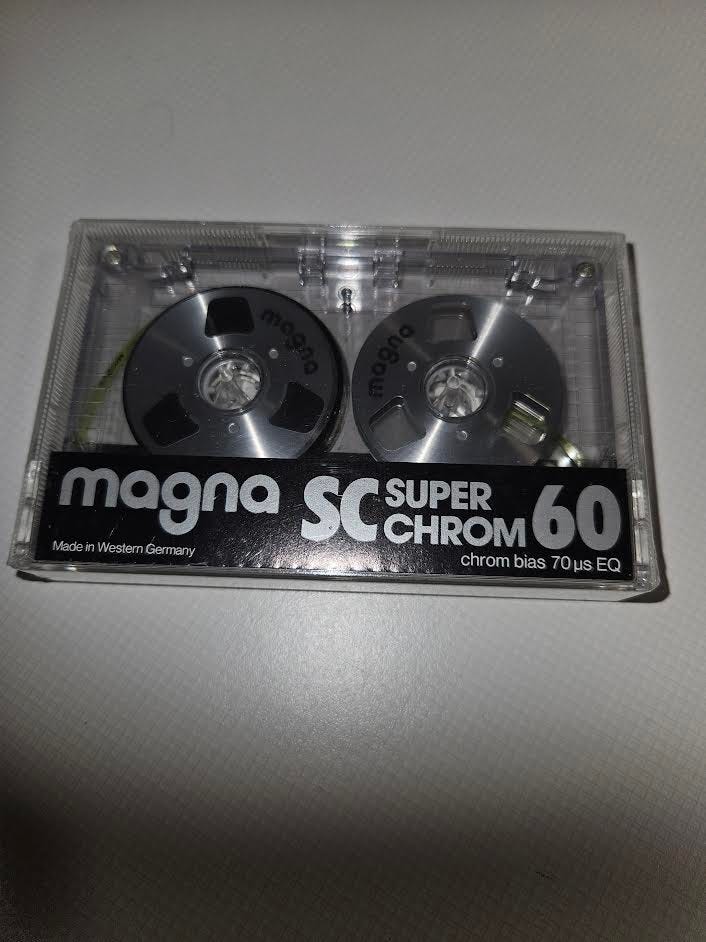 magna
magna
magna SC SUPER CHROM 60
Made in Western Germany
chrom bias 70 µs EQ